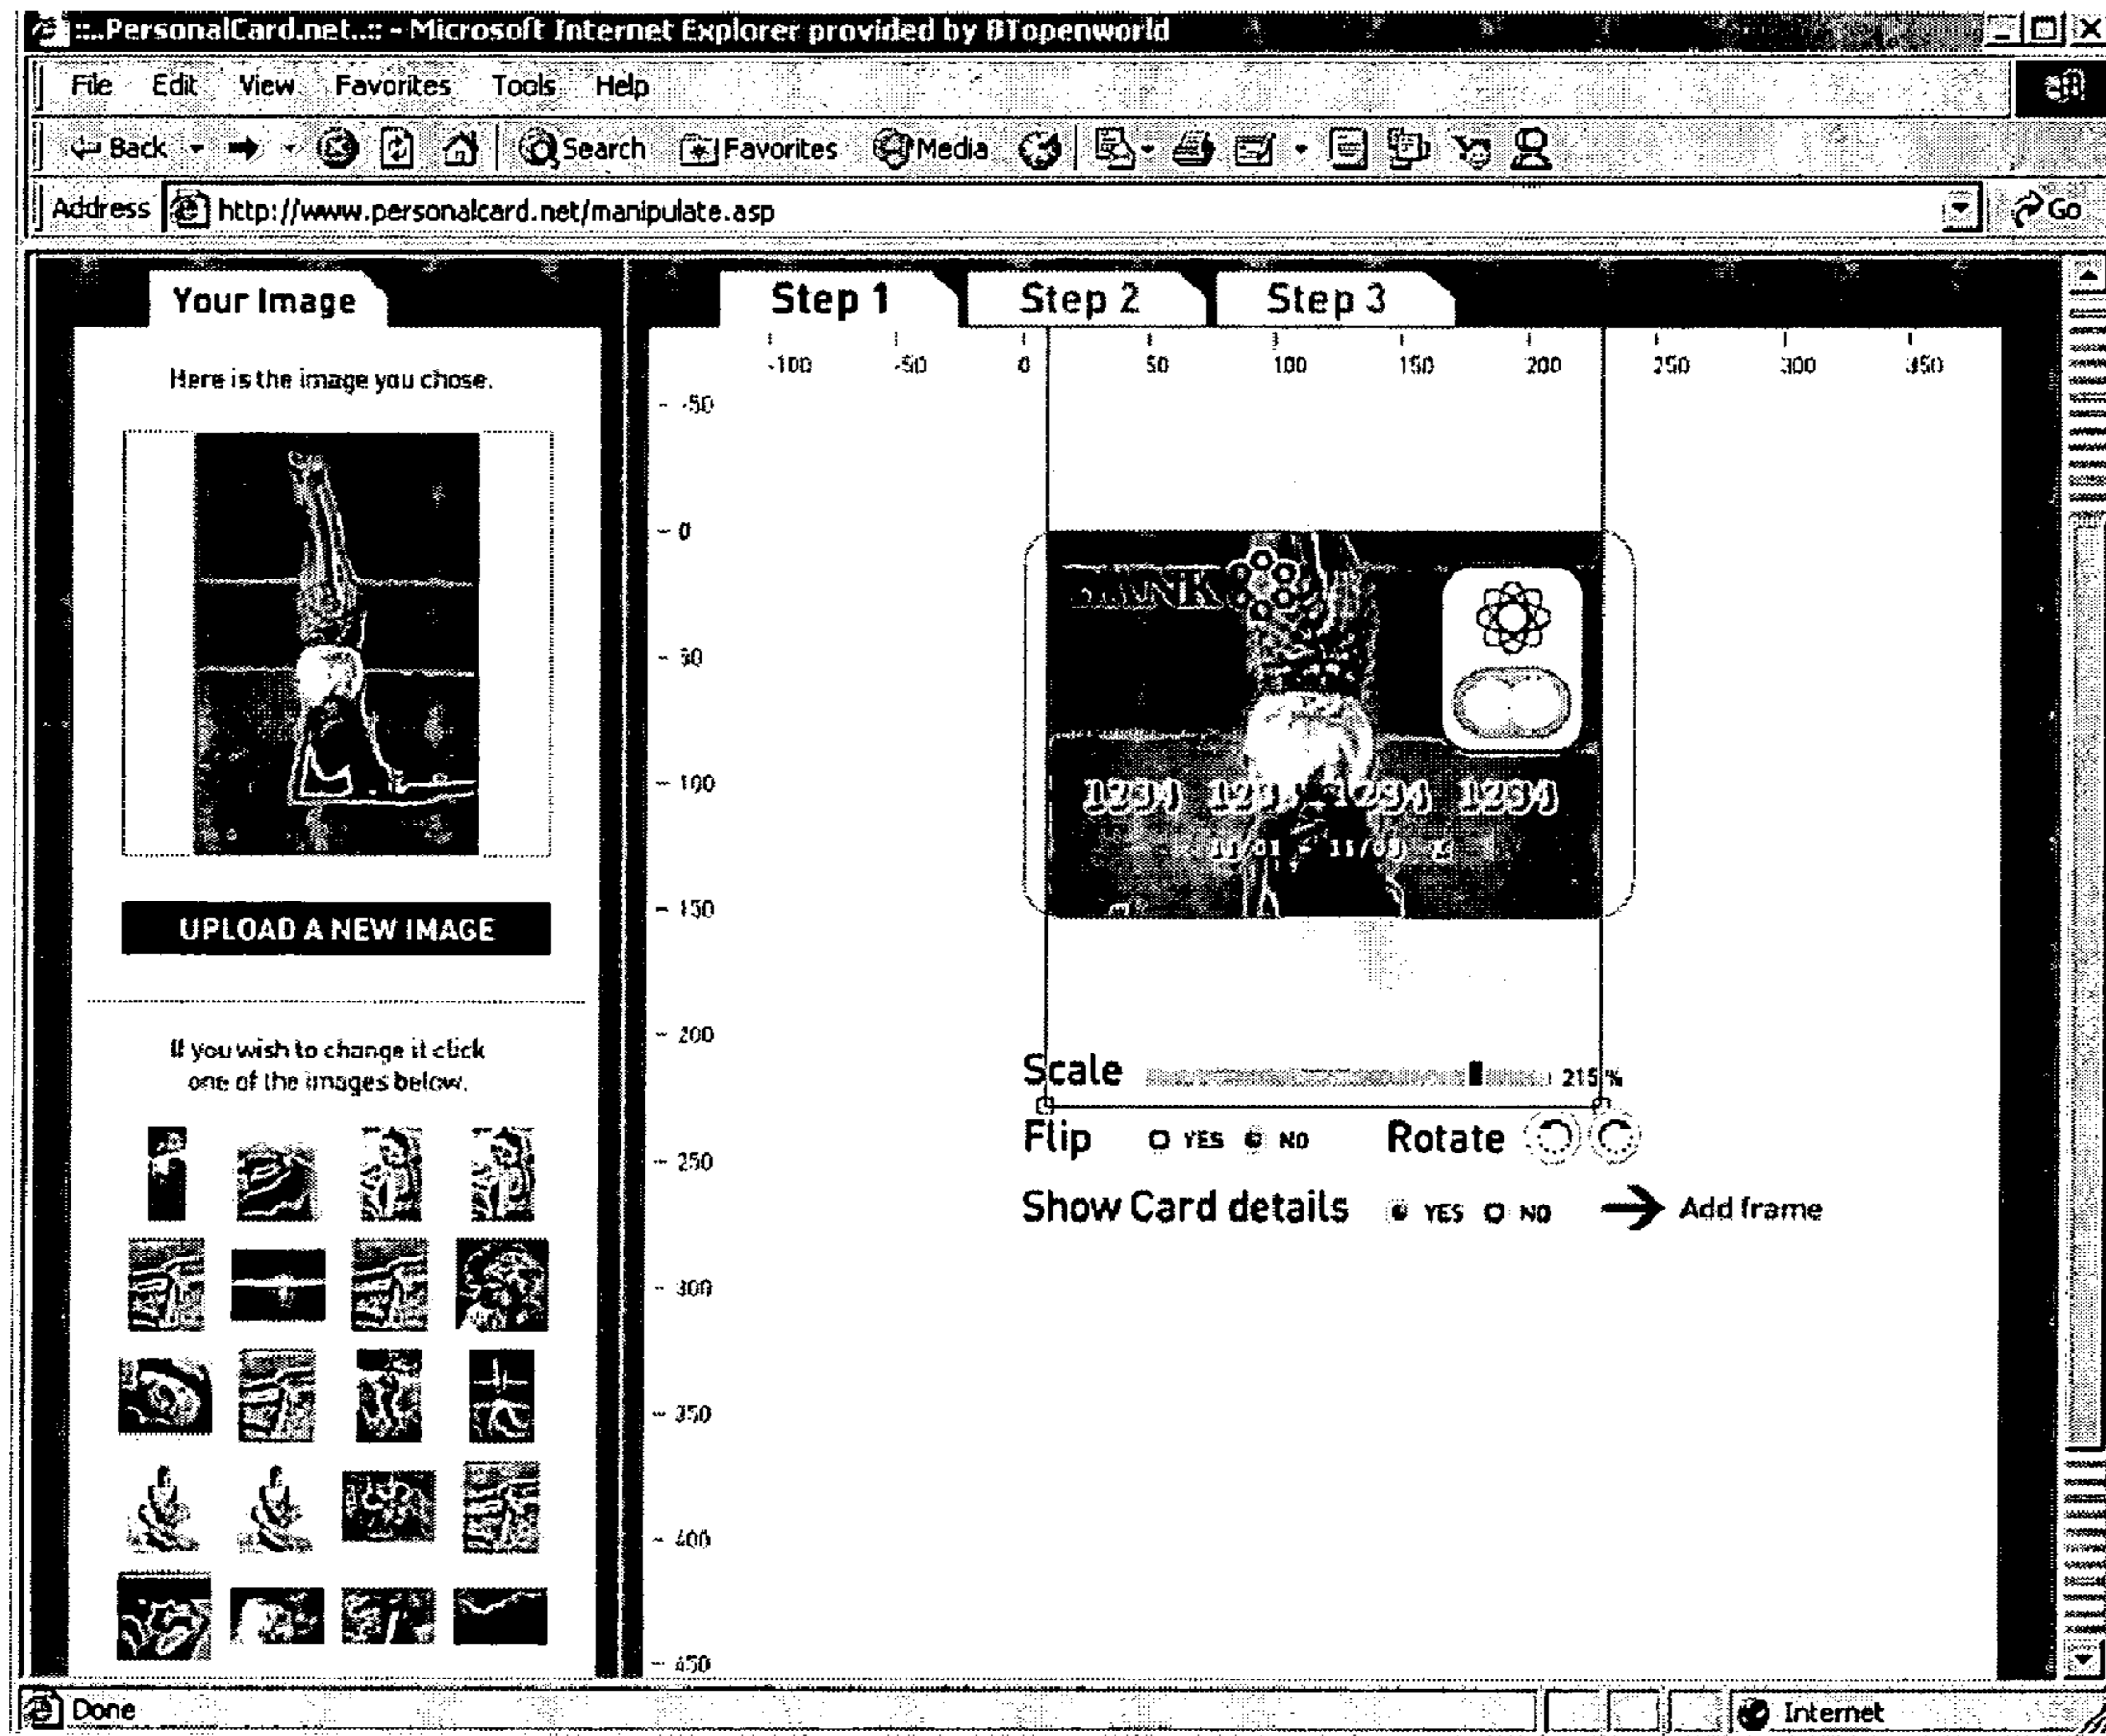 ::..PersonalCard.net..:: - Microsoft Internet Explorer provided by BTopenworld
File Edit View Favorites Tools Help
Back Search Favorites Media
Address http://www.personalcard.net/manipulate.asp Go
Your Image
Here is the image you chose.
UPLOAD A NEW IMAGE
If you wish to change it click
one of the images below.
Step 1 Step 2 Step 3
-100 -50 0 50 100 150 200 250 300 350
-50
0
50
100
150
200
250
300
350
400
450
BANK
1234 1234 1234 1234
11/08
Scale 215 %
Flip YES NO Rotate
Show Card details YES NO Add frame
Done Internet